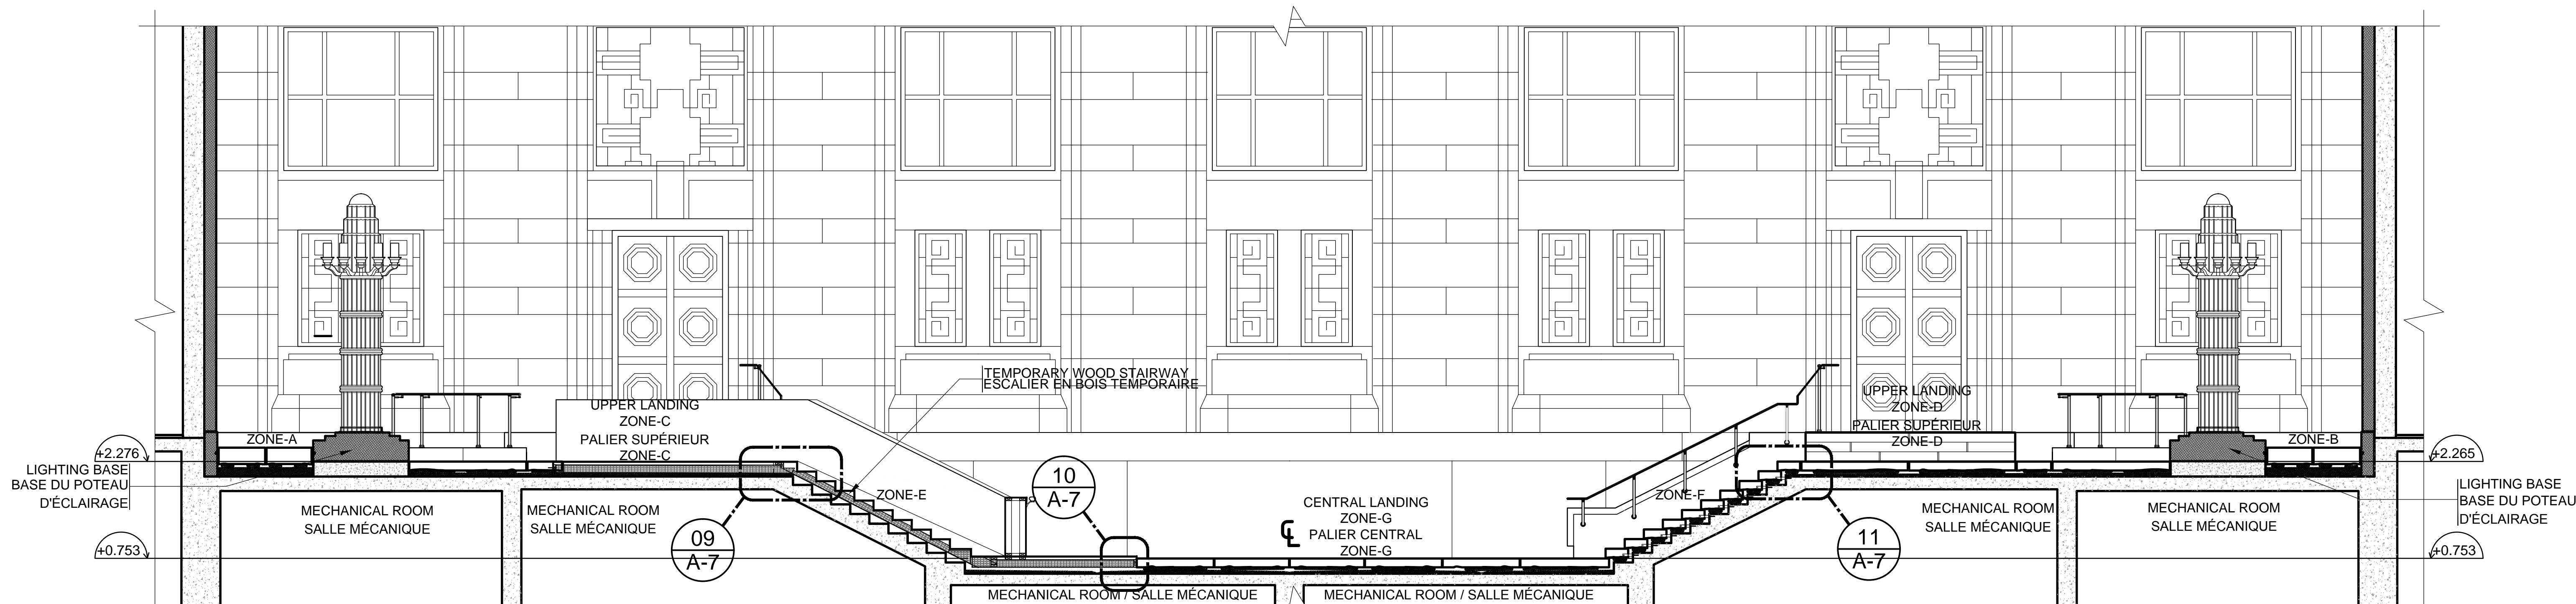 TEMPORARY WOOD STAIRWAY
ESCALIER EN BOIS TEMPORAIRE
UPPER LANDING
ZONE-C
PALIER SUPÉRIEUR
ZONE-C
UPPER LANDING
ZONE-D
PALIER SUPÉRIEUR
ZONE-D
ZONE-A
ZONE-B
+2.276
+2.265
LIGHTING BASE
BASE DU POTEAU
D'ÉCLAIRAGE
LIGHTING BASE
BASE DU POTEAU
D'ÉCLAIRAGE
ZONE-E
10
A-7
CENTRAL LANDING
ZONE-G
PALIER CENTRAL
ZONE-G
ZONE-F
MECHANICAL ROOM
SALLE MÉCANIQUE
MECHANICAL ROOM
SALLE MÉCANIQUE
MECHANICAL ROOM
SALLE MÉCANIQUE
MECHANICAL ROOM
SALLE MÉCANIQUE
09
A-7
11
A-7
+0.753
+0.753
MECHANICAL ROOM / SALLE MÉCANIQUE
MECHANICAL ROOM / SALLE MÉCANIQUE